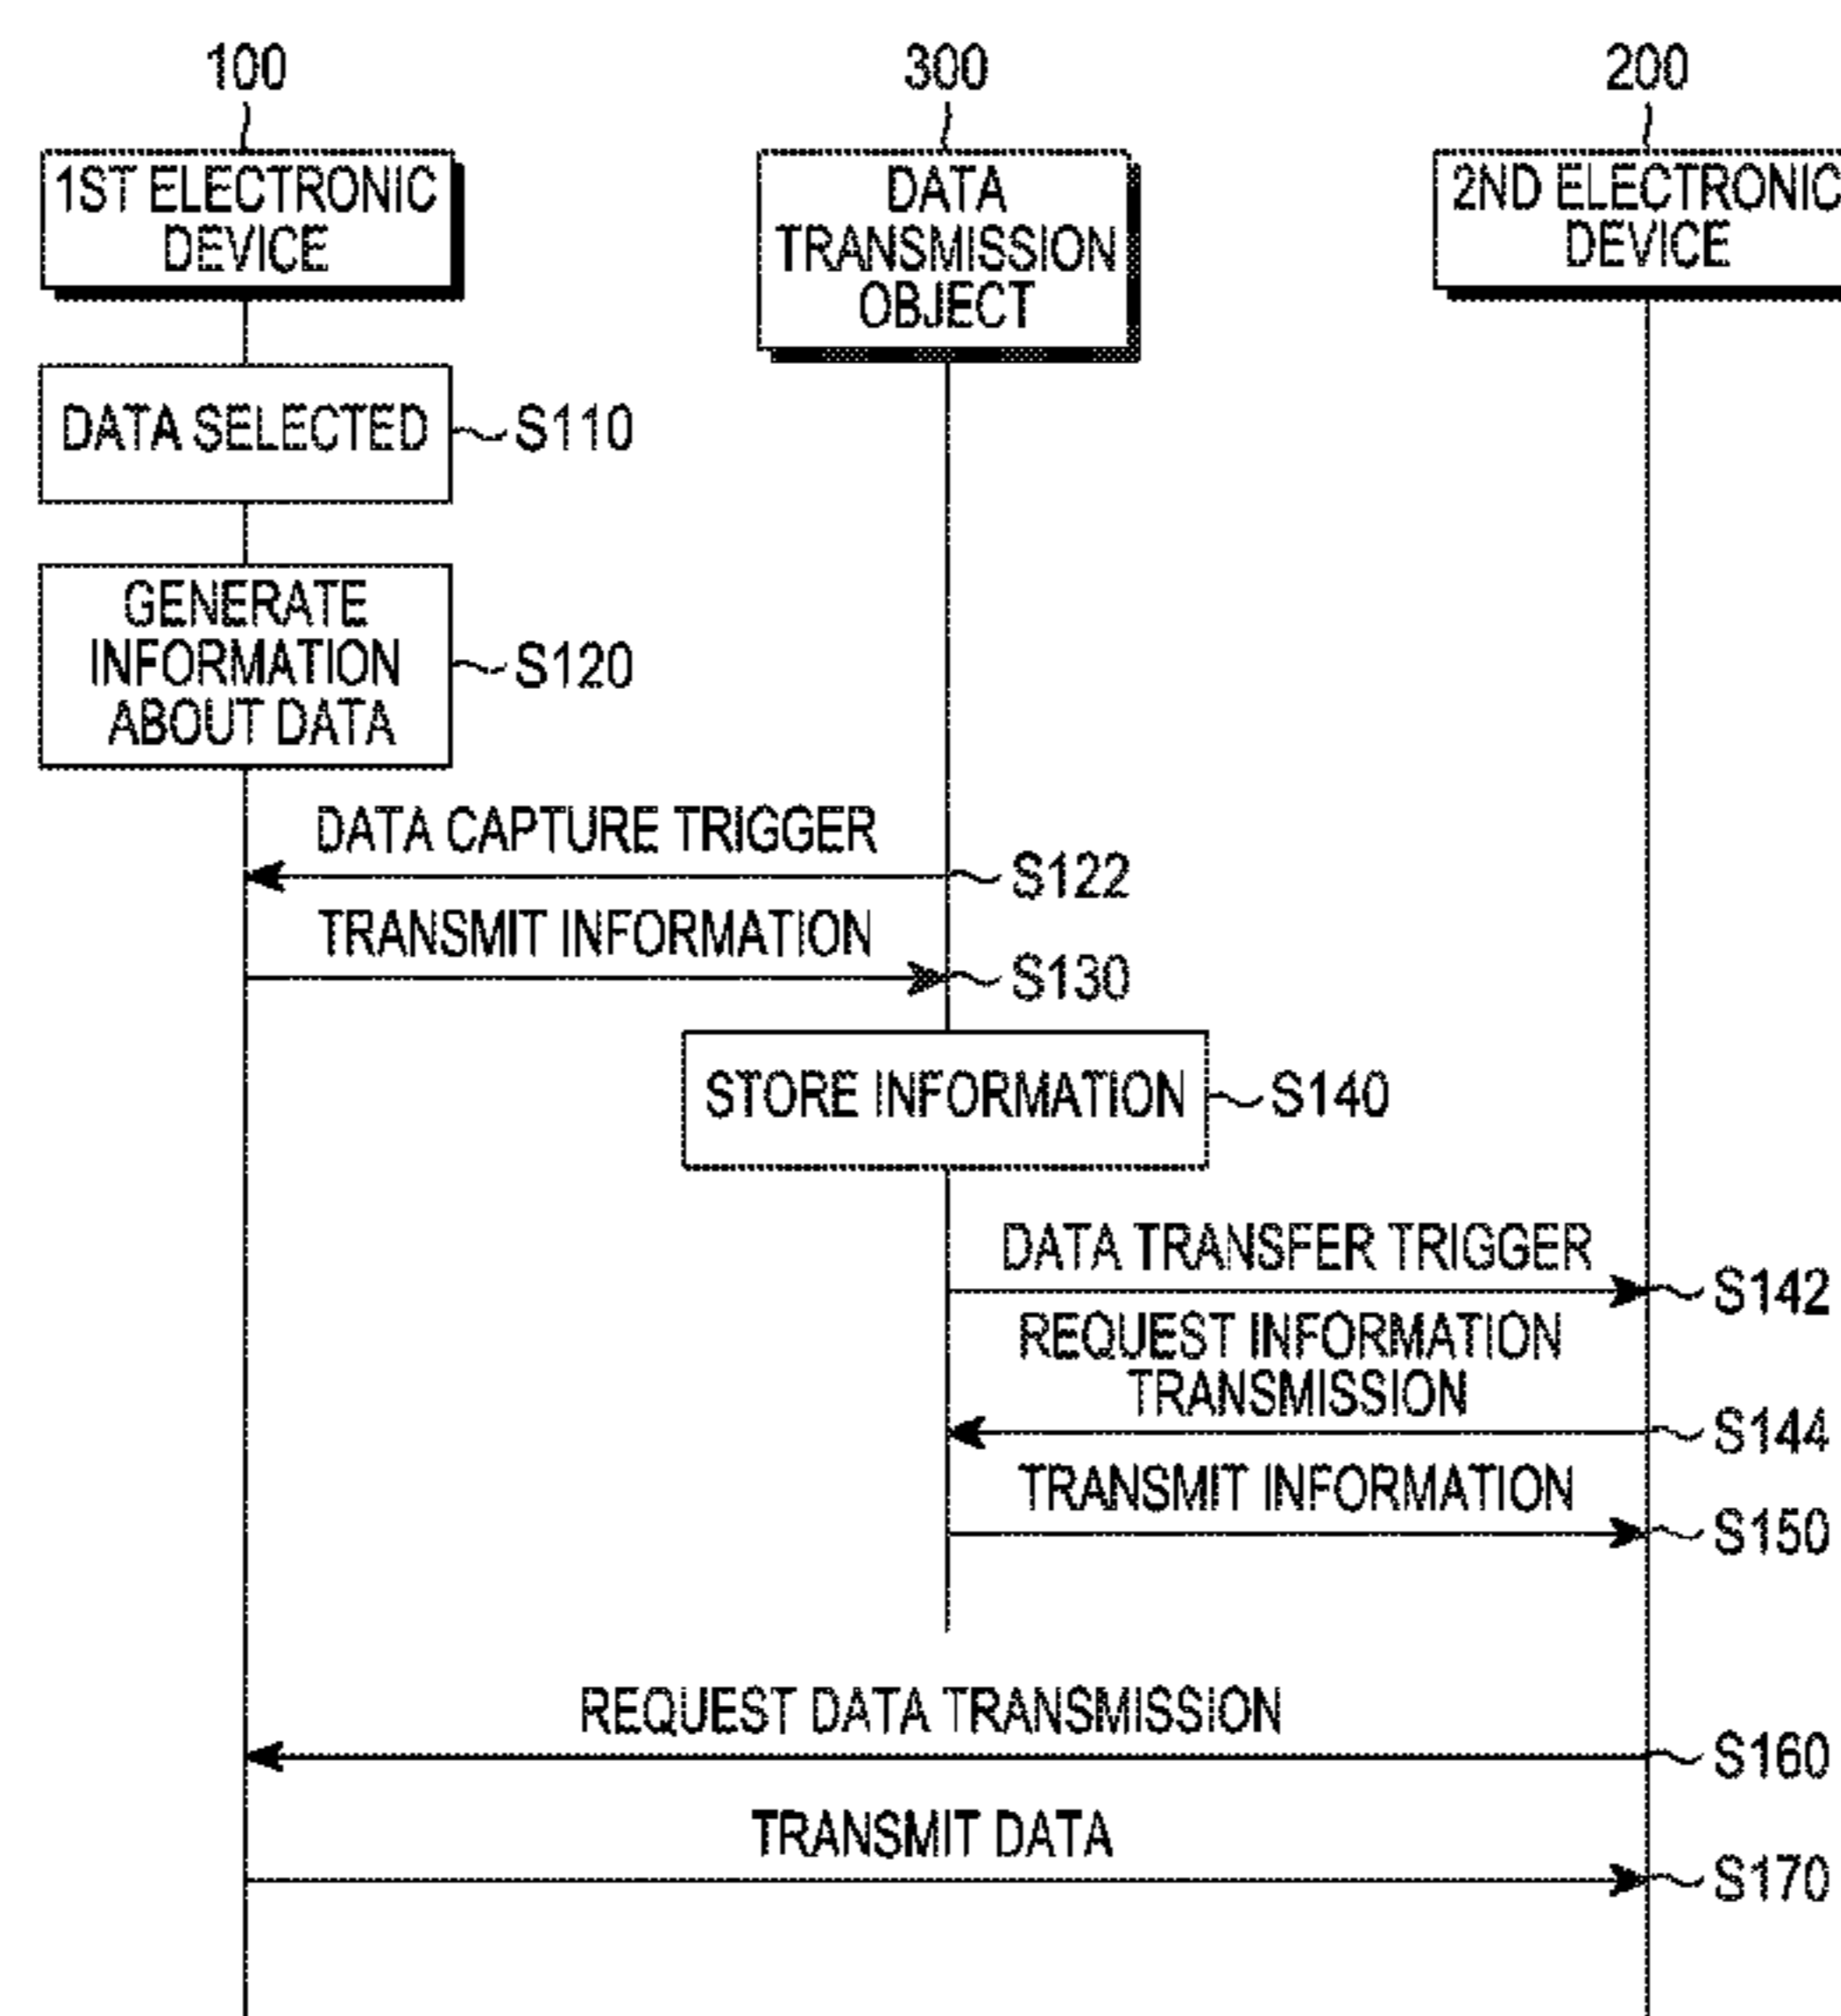 100
300
200
1ST ELECTRONIC
DEVICE
DATA
TRANSMISSION
OBJECT
2ND ELECTRONIC
DEVICE
DATA SELECTED
S110
GENERATE
INFORMATION
ABOUT DATA
S120
DATA CAPTURE TRIGGER
S122
TRANSMIT INFORMATION
S130
STORE INFORMATION
S140
DATA TRANSFER TRIGGER
S142
REQUEST INFORMATION
TRANSMISSION
S144
TRANSMIT INFORMATION
S150
REQUEST DATA TRANSMISSION
S160
TRANSMIT DATA
S170